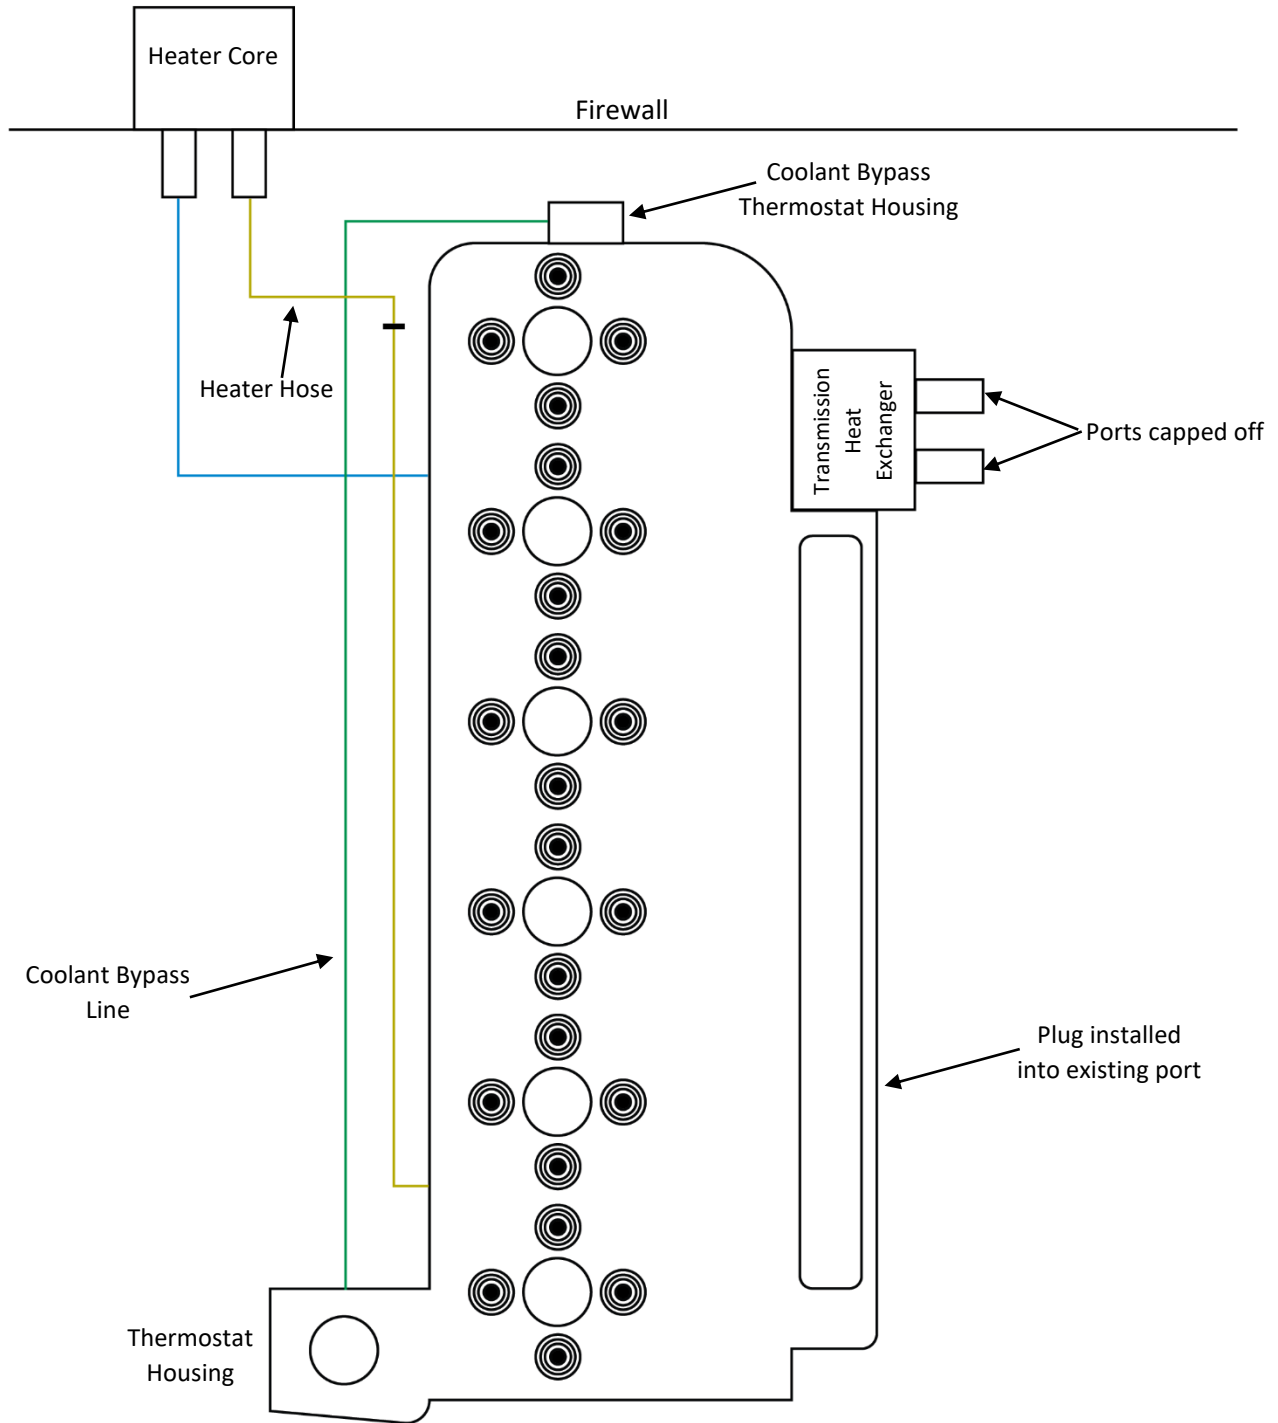 Heater Core
Firewall
Coolant Bypass
Thermostat Housing
Heater Hose
Transmission
Heat
Exchanger
Ports capped off
Coolant Bypass
Line
Plug installed
into existing port
Thermostat
Housing